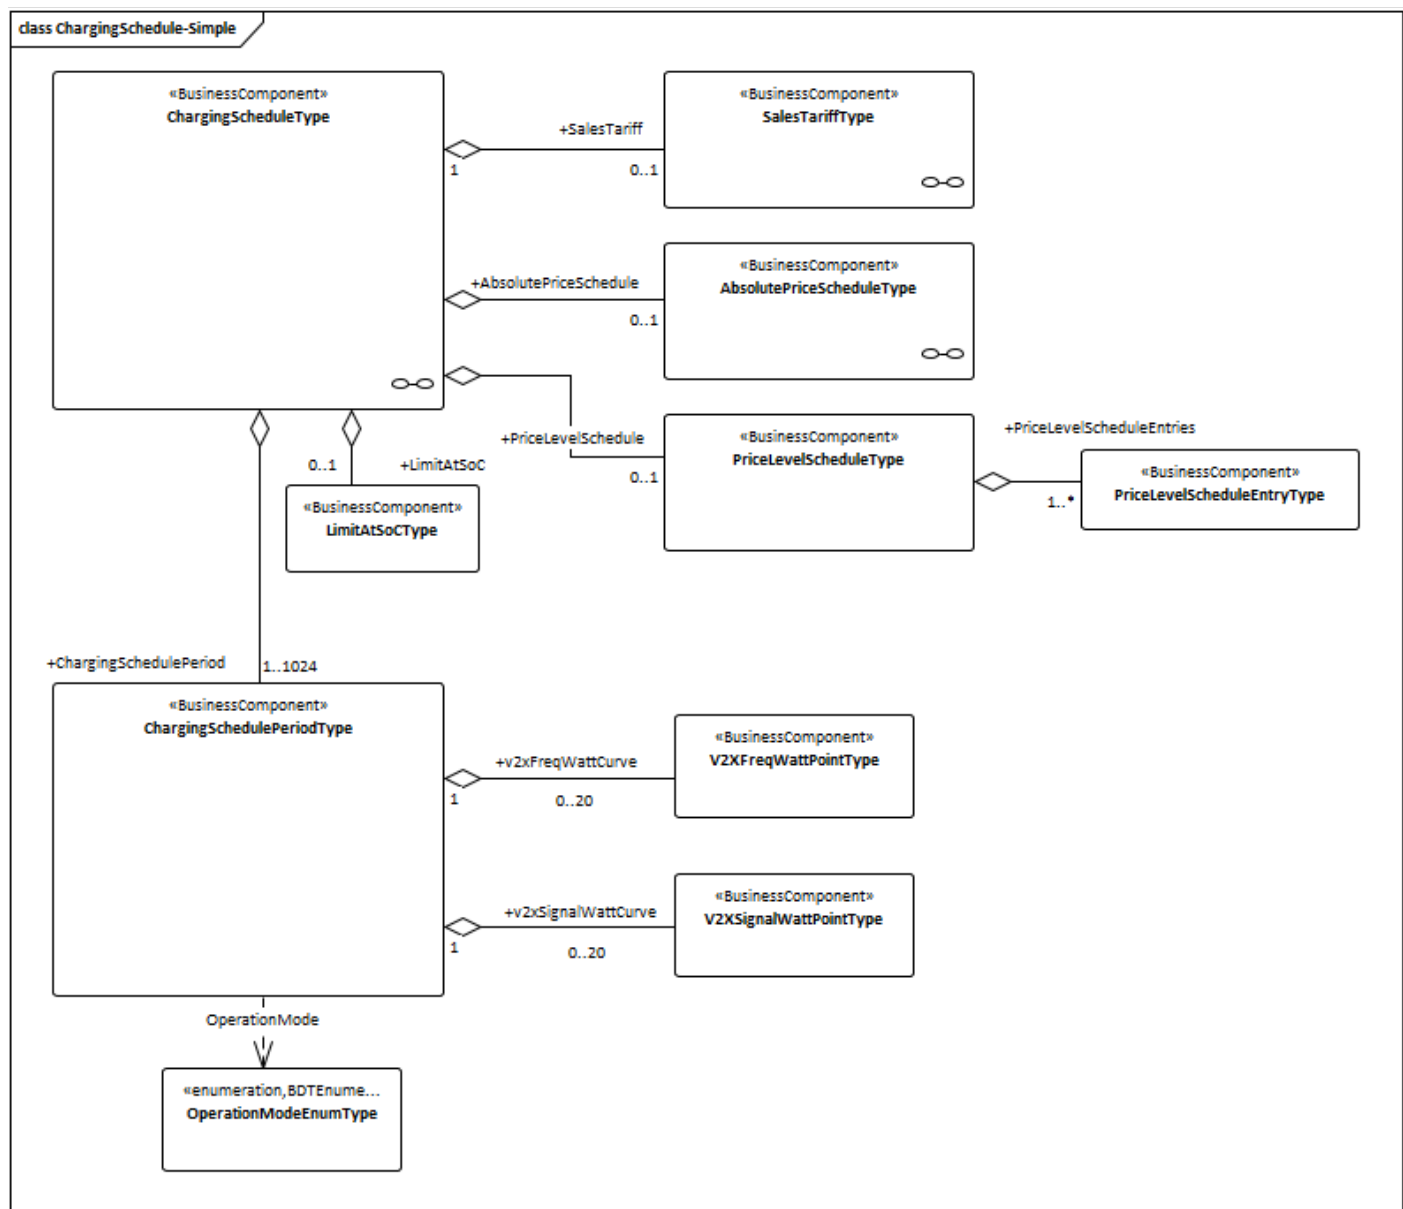 class ChargingSchedule-Simple
«BusinessComponent»
ChargingScheduleType
+SalesTariff
1
0..1
«BusinessComponent»
SalesTariffType
+AbsolutePriceSchedule
0..1
«BusinessComponent»
AbsolutePriceScheduleType
+PriceLevelSchedule
0..1
«BusinessComponent»
PriceLevelScheduleType
+PriceLevelScheduleEntries
1..*
«BusinessComponent»
PriceLevelScheduleEntryType
0..1
+LimitAtSoC
«BusinessComponent»
LimitAtSoCType
+ChargingSchedulePeriod
1..1024
«BusinessComponent»
ChargingSchedulePeriodType
+v2xFreqWattCurve
1
0..20
«BusinessComponent»
V2XFreqWattPointType
+v2xSignalWattCurve
1
0..20
«BusinessComponent»
V2XSignalWattPointType
OperationMode
«enumeration,BDTEnume...
OperationModeEnumType